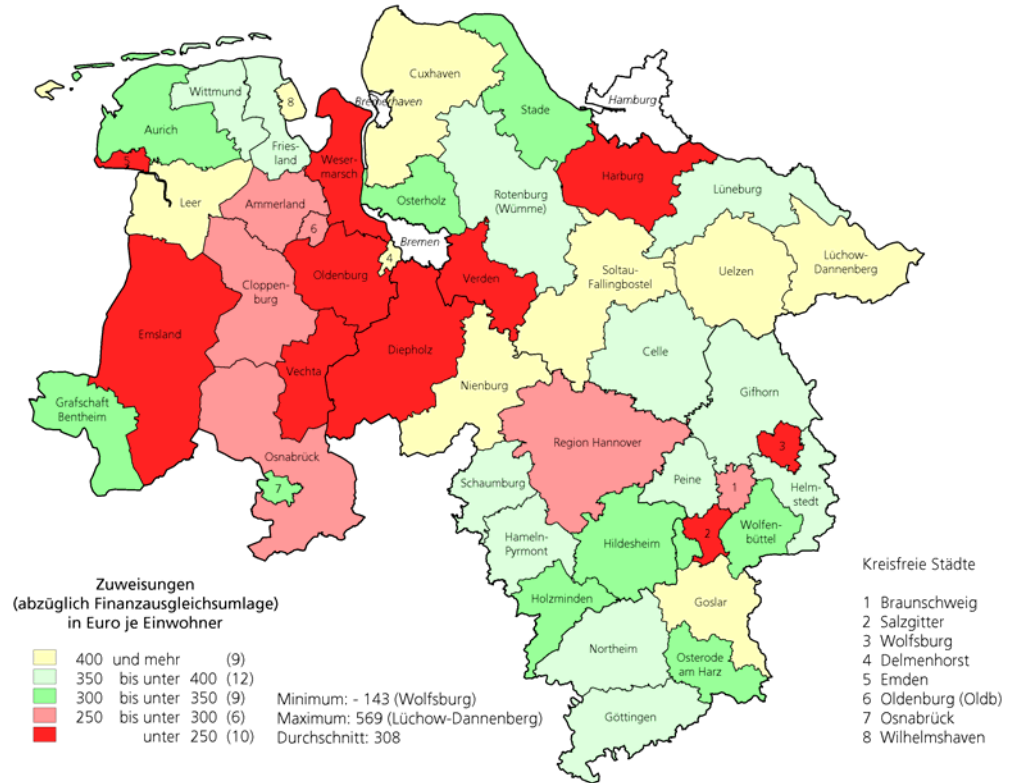 Cuxhaven
Wittmund
8
Bremerhaven
Hamburg
Stade
Aurich
Fries-
land
Weser-
marsch
5
Harburg
Lüneburg
Leer
Ammerland
Osterholz
Rotenburg
(Wümme)
6
Bremen
4
Oldenburg
Verden
Soltau-
Fallingbostel
Uelzen
Lüchow-
Dannenberg
Cloppen-
burg
Emsland
Diepholz
Celle
Vechta
Nienburg
Gifhorn
Grafschaft
Bentheim
Region Hannover
3
Osnabrück
Schaumburg
Peine
1
Helm-
stedt
7
Hameln-
Pyrmont
Hildesheim
2
Wolfen-
büttel
Holzminden
Goslar
Northeim
Osterode
am Harz
Göttingen
Zuweisungen
(abzüglich Finanzausgleichsumlage)
in Euro je Einwohner
400 und mehr (9)
350 bis unter 400 (12)
300 bis unter 350 (9)
250 bis unter 300 (6)
unter 250 (10)
Minimum: - 143 (Wolfsburg)
Maximum: 569 (Lüchow-Dannenberg)
Durchschnitt: 308
Kreisfreie Städte
1 Braunschweig
2 Salzgitter
3 Wolfsburg
4 Delmenhorst
5 Emden
6 Oldenburg (Oldb)
7 Osnabrück
8 Wilhelmshaven